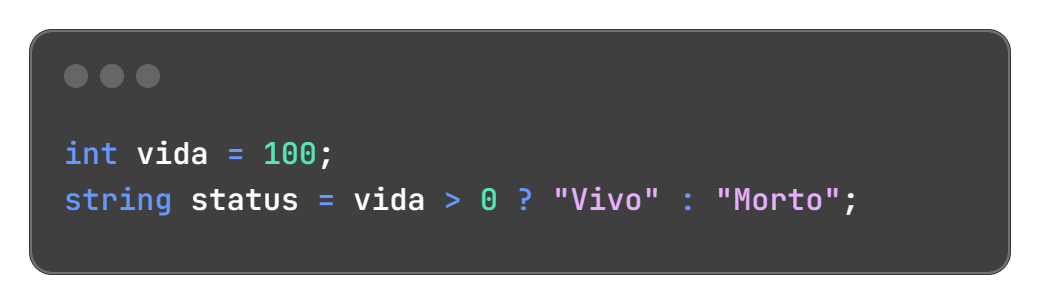 int vida = 100;
string status = vida > 0 ? "Vivo" : "Morto";